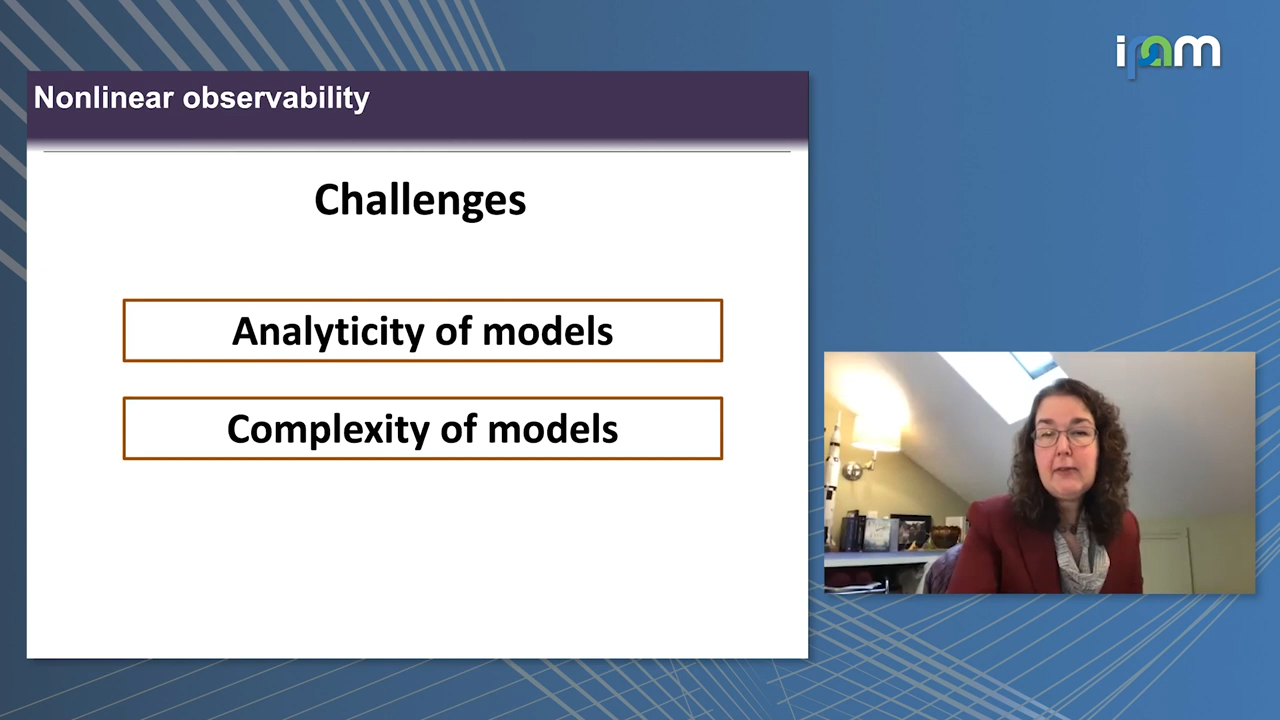 ipam
Nonlinear observability
Challenges
Analyticity of models
Complexity of models